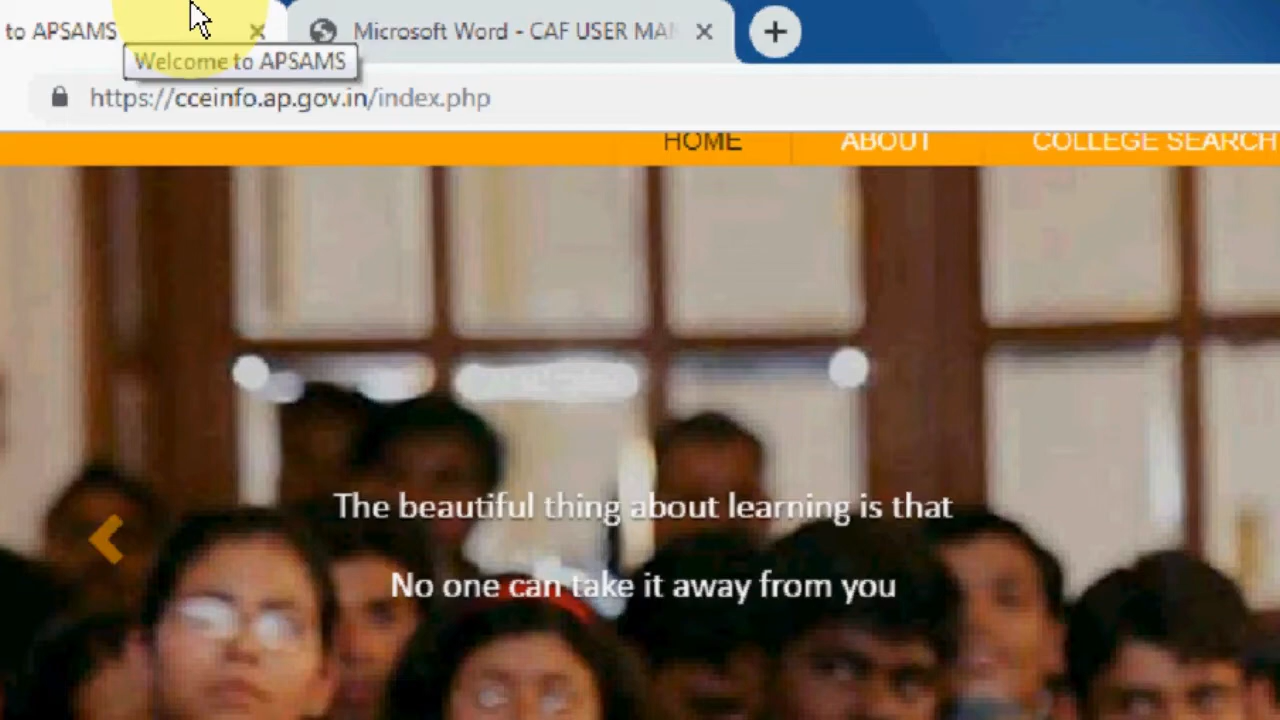 to APSAMS
Microsoft Word - CAF USER MAN
Welcome to APSAMS
https://cceinfo.ap.gov.in/index.php
HOME
ABOUT
COLLEGE SEARCH
The beautiful thing about learning is that
No one can take it away from you